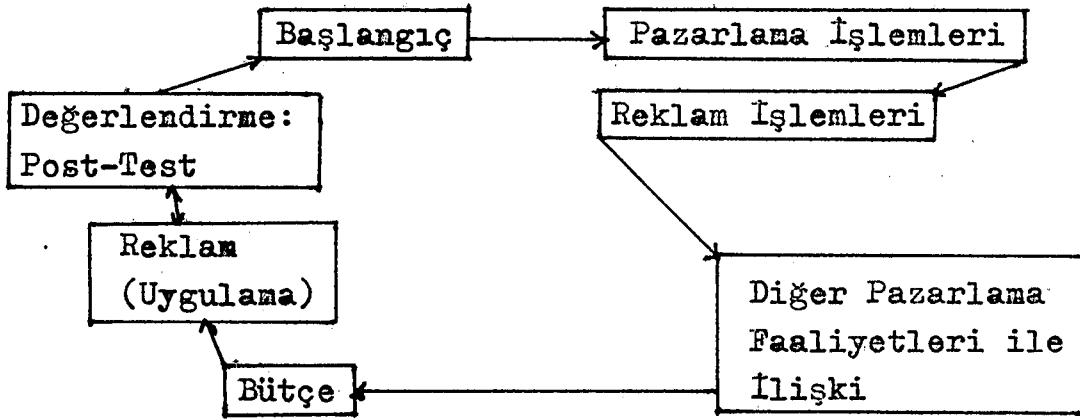 Başlangıç
Pazarlama İşlemleri
Reklam İşlemleri
Diğer Pazarlama
Faaliyetleri ile
İlişki
Bütçe
Reklam
(Uygulama)
Değerlendirme:
Post-Test